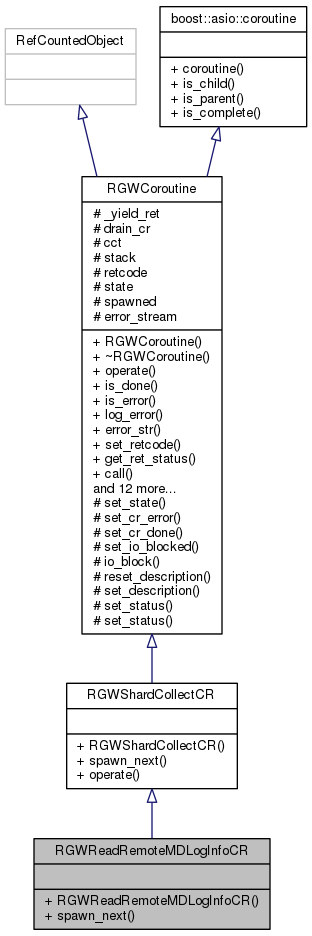 RefCountedObject
boost::asio::coroutine
+ coroutine()
+ is_child()
+ is_parent()
+ is_complete()
RGWCoroutine
# _yield_ret
# drain_cr
# cct
# stack
# retcode
# state
# spawned
# error_stream
+ RGWCoroutine()
+ ~RGWCoroutine()
+ operate()
+ is_done()
+ is_error()
+ log_error()
+ error_str()
+ set_retcode()
+ get_ret_status()
+ call()
and 12 more...
# set_state()
# set_cr_error()
# set_cr_done()
# set_io_blocked()
# io_block()
# reset_description()
# set_description()
# set_status()
# set_status()
RGWShardCollectCR
+ RGWShardCollectCR()
+ spawn_next()
+ operate()
RGWReadRemoteMDLogInfoCR
+ RGWReadRemoteMDLogInfoCR()
+ spawn_next()